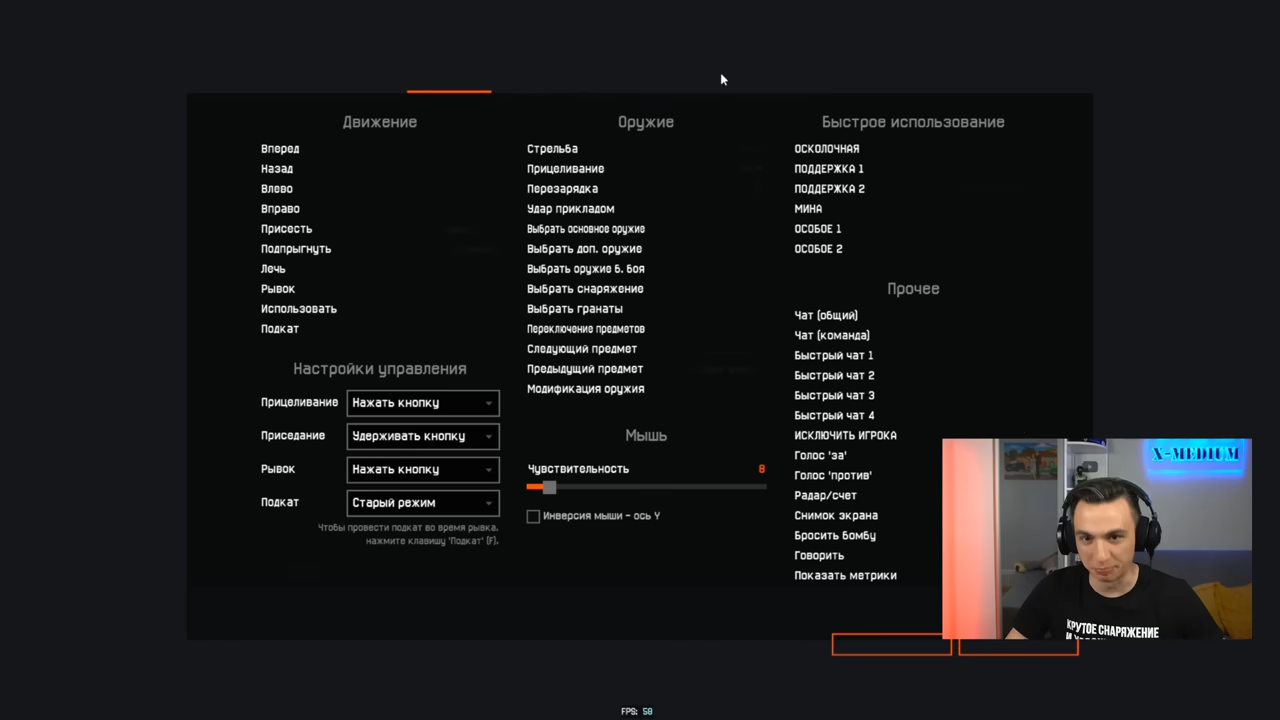 Движение
Вперед
Назад
Влево
Вправо
Присесть
Подпрыгнуть
Лечь
Рывок
Использовать
Подкат
Настройки управления
Прицеливание Нажать кнопку
Приседание Удерживать кнопку
Рывок Нажать кнопку
Подкат Старый режим
Чтобы провести подкат во время рывка,
нажмите клавишу 'Подкат' (F).
Оружие
Стрельба
Прицеливание
Перезарядка
Удар прикладом
Выбрать основное оружие
Выбрать доп. оружие
Выбрать оружие б. боя
Выбрать снаряжение
Выбрать гранаты
Переключение предметов
Следующий предмет
Предыдущий предмет
Модификация оружия
Мышь
Чувствительность 8
Инверсия мыши - ось Y
Быстрое использование
ОСКОЛОЧНАЯ
ПОДДЕРЖКА 1
ПОДДЕРЖКА 2
МИНА
ОСОБОЕ 1
ОСОБОЕ 2
Прочее
Чат (общий)
Чат (команда)
Быстрый чат 1
Быстрый чат 2
Быстрый чат 3
Быстрый чат 4
ИСКЛЮЧИТЬ ИГРОКА
Голос 'за'
Голос 'против'
Радар/счет
Снимок экрана
Бросить бомбу
Говорить
Показать метрики
X-MEDIUM
КРУТОЕ СНАРЯЖЕНИЕ
FPS: 58